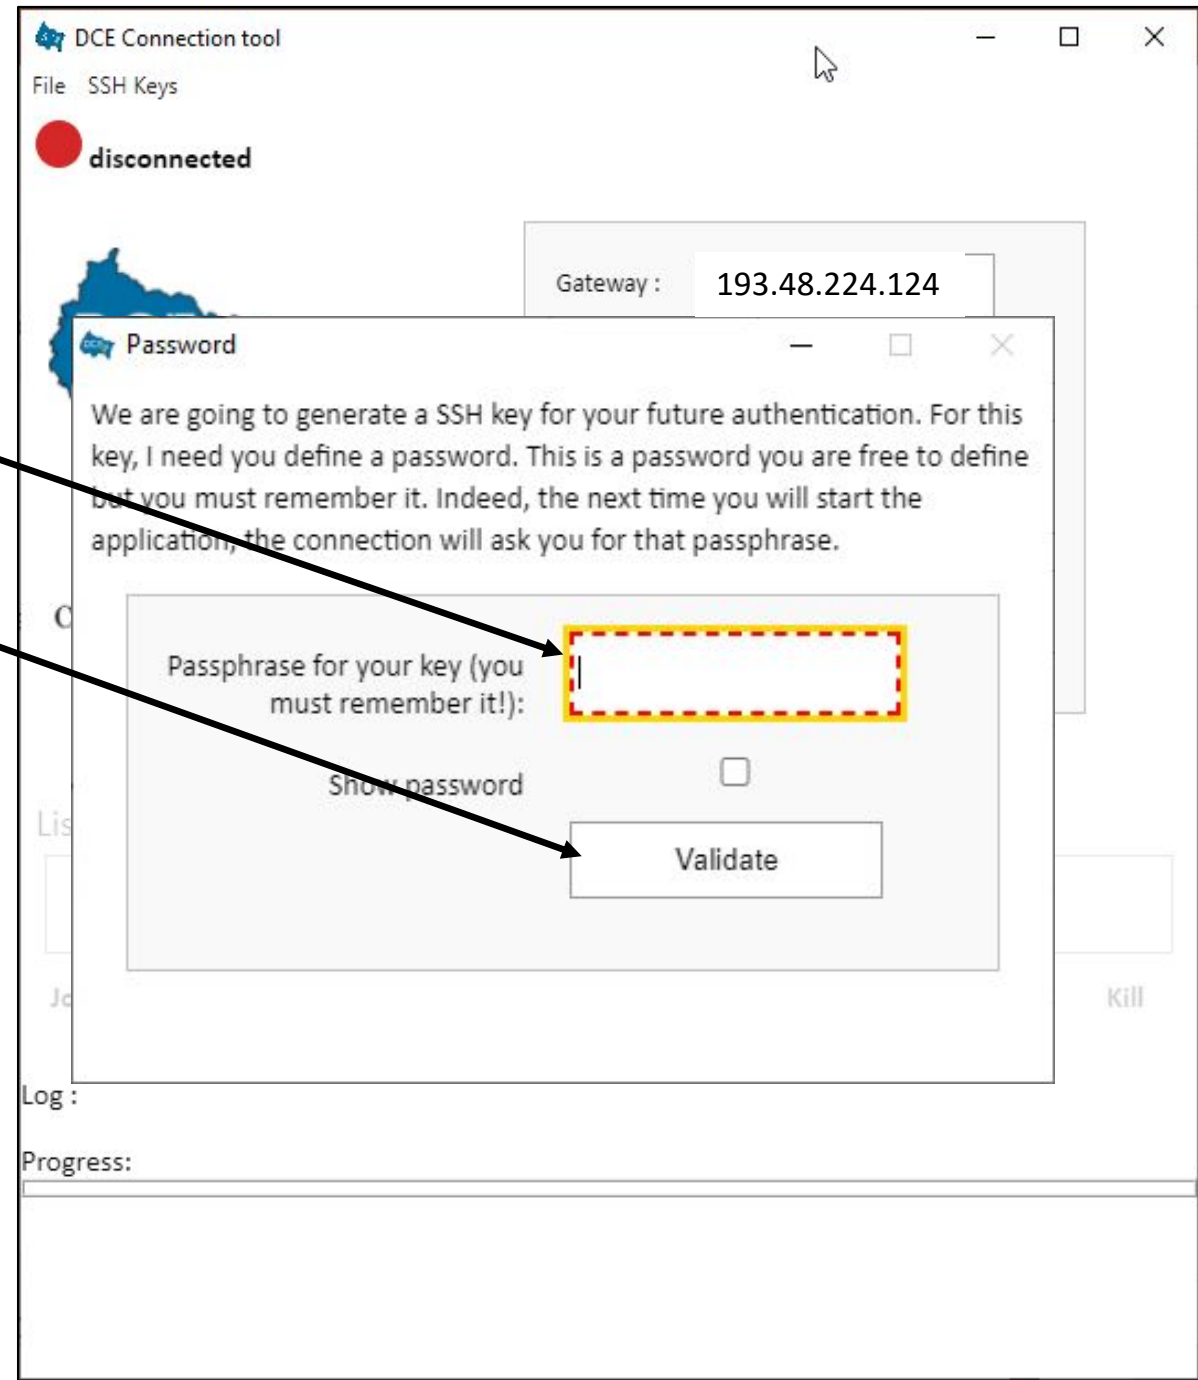 DCE Connection tool
File SSH Keys
disconnected
Gateway : 193.48.224.124
Password
We are going to generate a SSH key for your future authentication. For this
key, I need you define a password. This is a password you are free to define
but you must remember it. Indeed, the next time you will start the
application, the connection will ask you for that passphrase.
Passphrase for your key (you
must remember it!):
Show password
Lis
Validate
Kill
Log :
Progress: